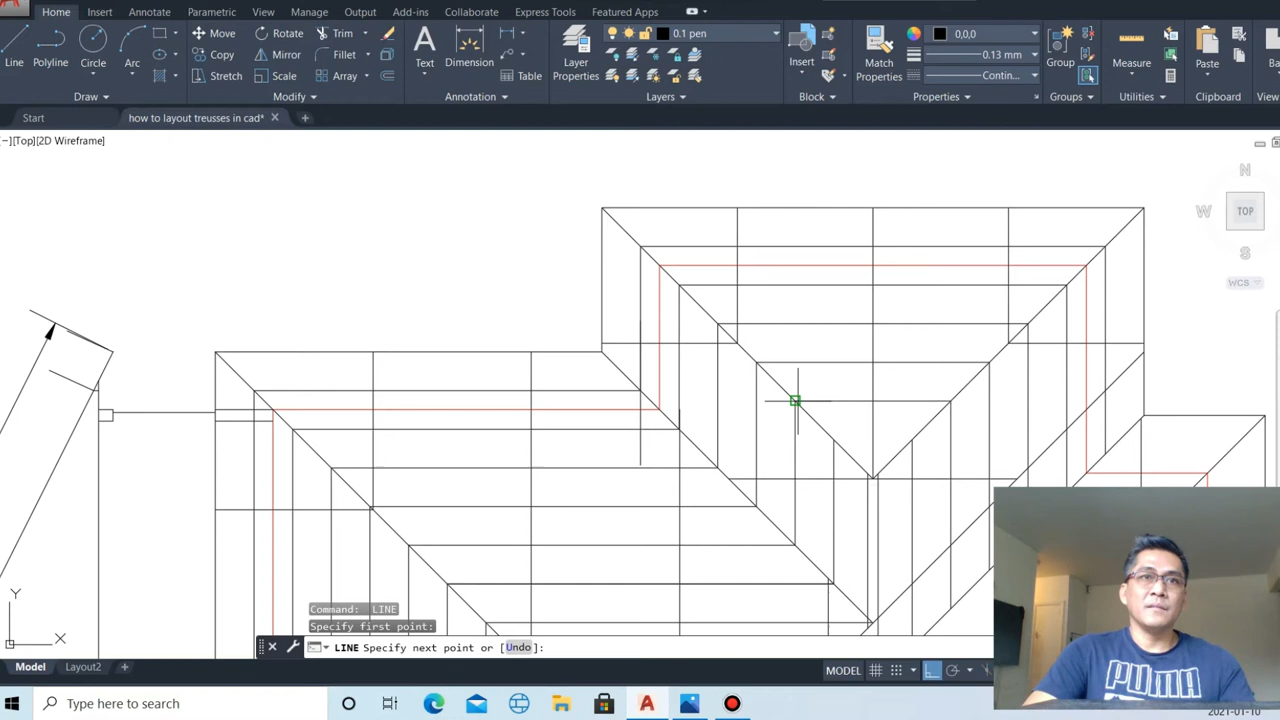 Home Insert Annotate Parametric View Manage Output Add-ins Collaborate Express Tools Featured Apps
Line Polyline Circle Arc
Move Rotate Trim
Copy Mirror Fillet
Stretch Scale Array
Text Dimension Table
Layer Properties
0.1 pen
Insert
Match Properties
0,0,0
0.13 mm
Contin...
Group
Measure
Paste
Ba
Draw Modify Annotation Layers Block Properties Groups Utilities Clipboard
Start how to layout treusses in cad*
[−][Top][2D Wireframe]
N
W TOP
S
WCS
Y
X
Command: LINE
Specify first point:
LINE Specify next point or [Undo]:
Model Layout2
MODEL
PUMA
Type here to search
2021-01-10